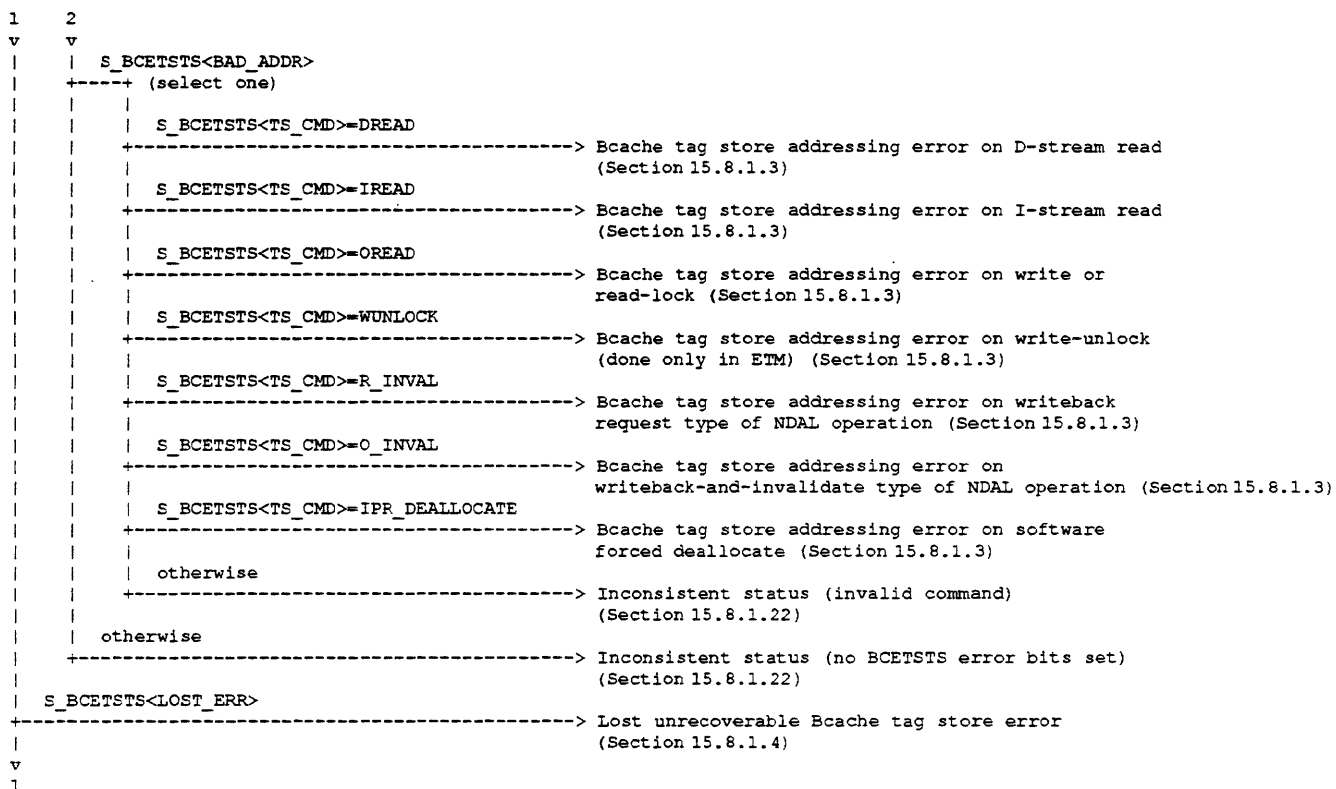 1 2
v v
| | S_BCETSTS<BAD_ADDR>
| +----+ (select one)
| | |
| | | S_BCETSTS<TS_CMD>=DREAD
| | +---------------------------------------> Bcache tag store addressing error on D-stream read
| | | (Section 15.8.1.3)
| | | S_BCETSTS<TS_CMD>=IREAD
| | +---------------------------------------> Bcache tag store addressing error on I-stream read
| | | (Section 15.8.1.3)
| | | S_BCETSTS<TS_CMD>=OREAD
| | +---------------------------------------> Bcache tag store addressing error on write or
| | | read-lock (Section 15.8.1.3)
| | | S_BCETSTS<TS_CMD>=WUNLOCK
| | +---------------------------------------> Bcache tag store addressing error on write-unlock
| | | (done only in ETM) (Section 15.8.1.3)
| | | S_BCETSTS<TS_CMD>=R_INVAL
| | +---------------------------------------> Bcache tag store addressing error on writeback
| | | request type of NDAL operation (Section 15.8.1.3)
| | | S_BCETSTS<TS_CMD>=O_INVAL
| | +---------------------------------------> Bcache tag store addressing error on
| | | writeback-and-invalidate type of NDAL operation (Section 15.8.1.3)
| | | S_BCETSTS<TS_CMD>=IPR_DEALLOCATE
| | +---------------------------------------> Bcache tag store addressing error on software
| | | forced deallocate (Section 15.8.1.3)
| | | otherwise
| | +---------------------------------------> Inconsistent status (invalid command)
| | (Section 15.8.1.22)
| | otherwise
| +--------------------------------------------> Inconsistent status (no BCETSTS error bits set)
| (Section 15.8.1.22)
| S_BCETSTS<LOST_ERR>
+-------------------------------------------------> Lost unrecoverable Bcache tag store error
| (Section 15.8.1.4)
v
1